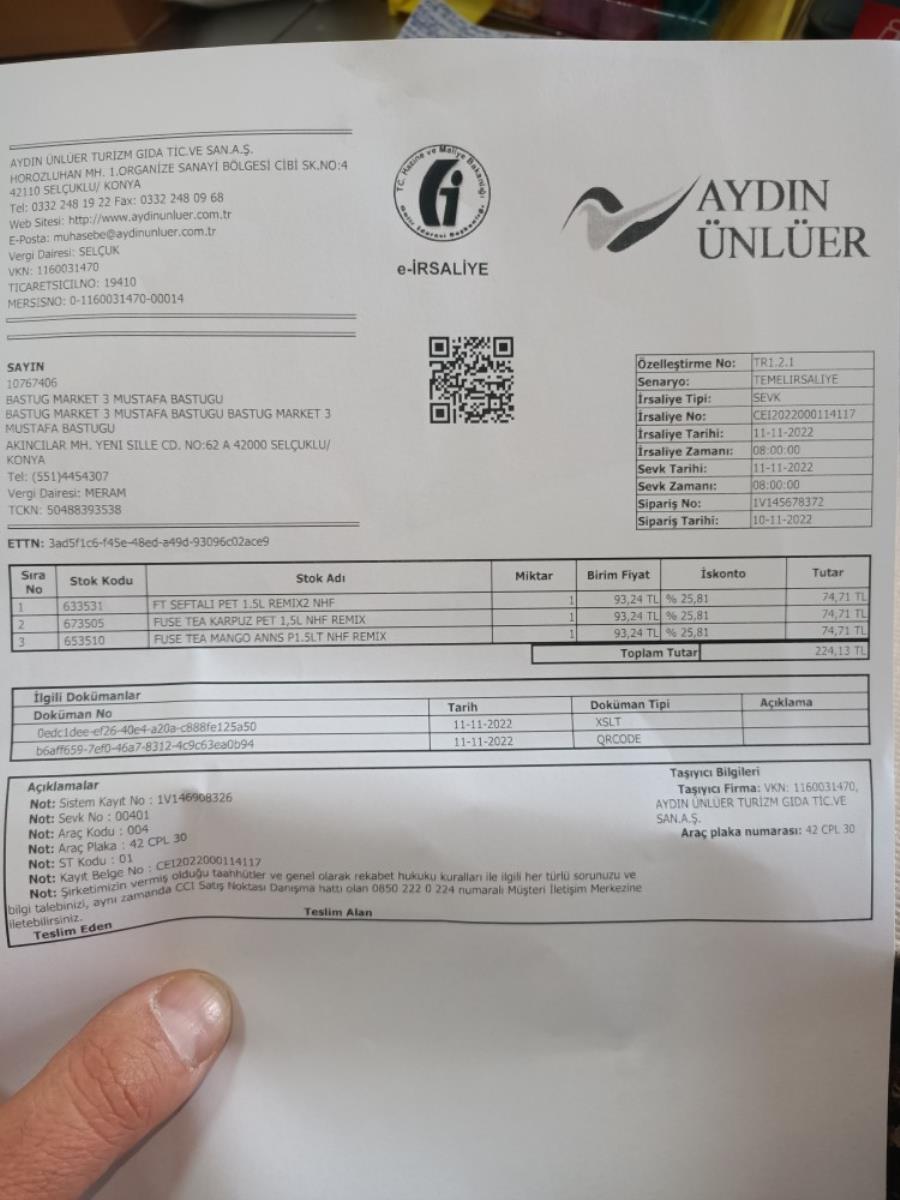 AYDIN ÜNLÜER TURİZM GIDA TİC.VE SAN.A.Ş.
HOROZLUHAN MH. 1.ORGANİZE SANAYİ BÖLGESİ CİBİ SK.NO:4
42110 SELÇUKLU/ KONYA
Tel: 0332 248 19 22 Fax: 0332 248 09 68
Web Sitesi: http://www.aydinunluer.com.tr
E-Posta: muhasebe@aydinunluer.com.tr
Vergi Dairesi: SELÇUK
VKN: 1160031470
TICARETSICILNO: 19410
MERSISNO: 0-1160031470-00014
T.C. Hazine ve Maliye Bakanlığı
Gelir İdaresi Başkanlığı
e-İRSALİYE
AYDIN
ÜNLÜER
SAYIN
10767406
BASTUG MARKET 3 MUSTAFA BASTUGU
BASTUG MARKET 3 MUSTAFA BASTUGU BASTUG MARKET 3
MUSTAFA BASTUGU
AKINCILAR MH. YENI SILLE CD. NO:62 A 42000 SELÇUKLU/
KONYA
Tel: (551)4454307
Vergi Dairesi: MERAM
TCKN: 50488393538
Özelleştirme No: TR1.2.1
Senaryo: TEMELIRSALIYE
İrsaliye Tipi: SEVK
İrsaliye No: CEI2022000114117
İrsaliye Tarihi: 11-11-2022
İrsaliye Zamanı: 08:00:00
Sevk Tarihi: 11-11-2022
Sevk Zamanı: 08:00:00
Sipariş No: 1V145678372
Sipariş Tarihi: 10-11-2022
ETTN: 3ad5f1c6-f45e-48ed-a49d-93096c02ace9
Sıra No Stok Kodu Stok Adı Miktar Birim Fiyat İskonto Tutar
1 633531 FT SEFTALI PET 1.5L REMIX2 NHF 1 93,24 TL % 25,81 74,71 TL
2 673505 FUSE TEA KARPUZ PET 1,5L NHF REMIX 1 93,24 TL % 25,81 74,71 TL
3 653510 FUSE TEA MANGO ANNS P1.5LT NHF REMIX 1 93,24 TL % 25,81 74,71 TL
Toplam Tutar 224,13 TL
İlgili Dokümanlar
Doküman No Tarih Doküman Tipi Açıklama
0edc1dee-ef26-40e4-a20a-c888fe125a50 11-11-2022 XSLT
b6aff659-7ef0-46a7-8312-4c9c63ea0b94 11-11-2022 QRCODE
Açıklamalar
Not: Sistem Kayıt No : 1V146908326
Not: Sevk No : 00401
Not: Araç Kodu : 004
Not: Araç Plaka : 42 CPL 30
Not: ST Kodu : 01
Not: Kayıt Belge No : CEI2022000114117
Not: Şirketimizin vermiş olduğu taahhütler ve genel olarak rekabet hukuku kuralları ile ilgili her türlü sorunuzu ve
bilgi talebinizi, aynı zamanda CCI Satış Noktası Danışma hattı olan 0850 222 0 224 numaralı Müşteri İletişim Merkezine
iletebilirsiniz.
Taşıyıcı Bilgileri
Taşıyıcı Firma: VKN: 1160031470,
AYDIN ÜNLÜER TURİZM GIDA TİC.VE
SAN.A.Ş.
Araç plaka numarası: 42 CPL 30
Teslim Eden Teslim Alan